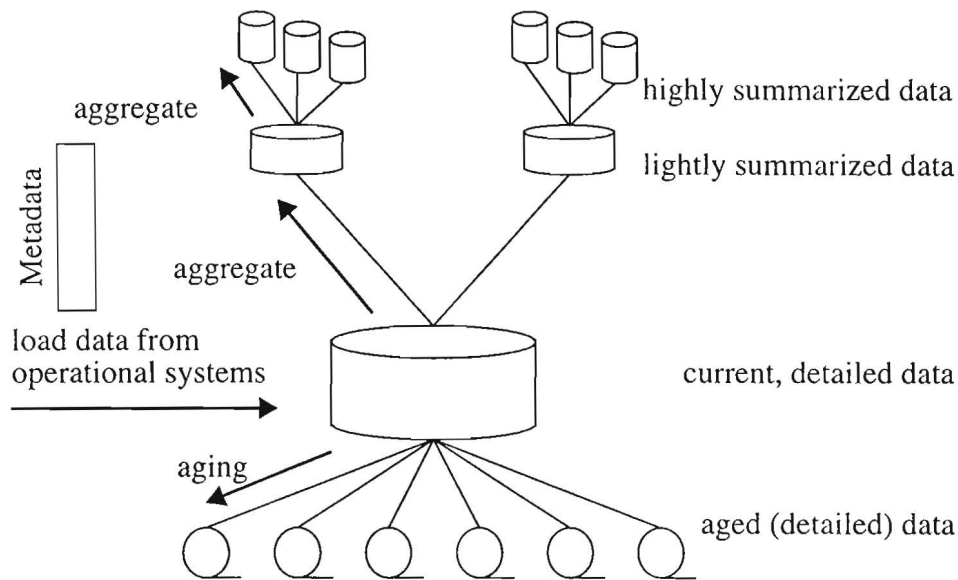 highly summarized data
aggregate
lightly summarized data
Metadata
aggregate
load data from
operational systems
current, detailed data
aging
aged (detailed) data